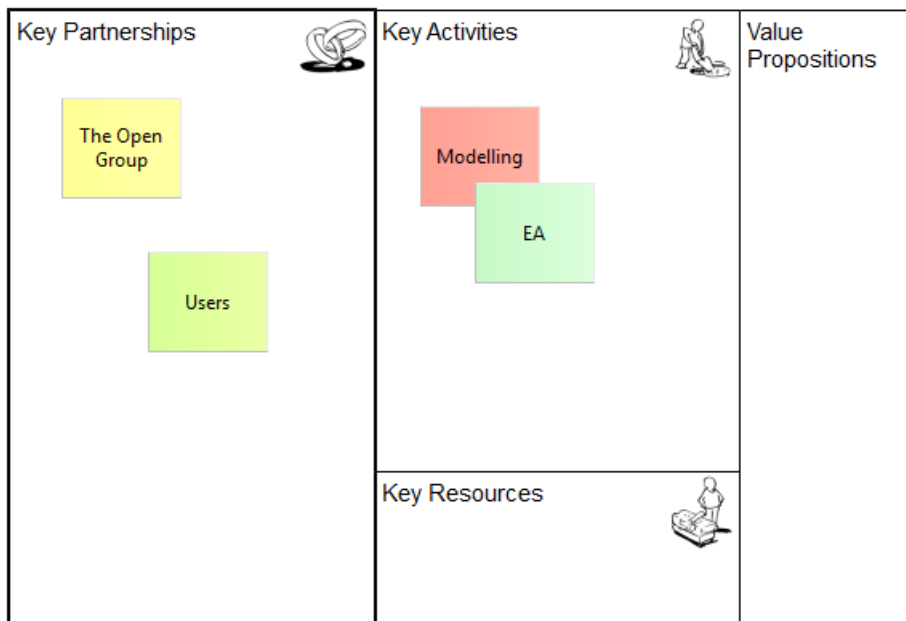 Key Partnerships
The Open
Group
Users
Key Activities
Modelling
EA
Key Resources
Value
Propositions